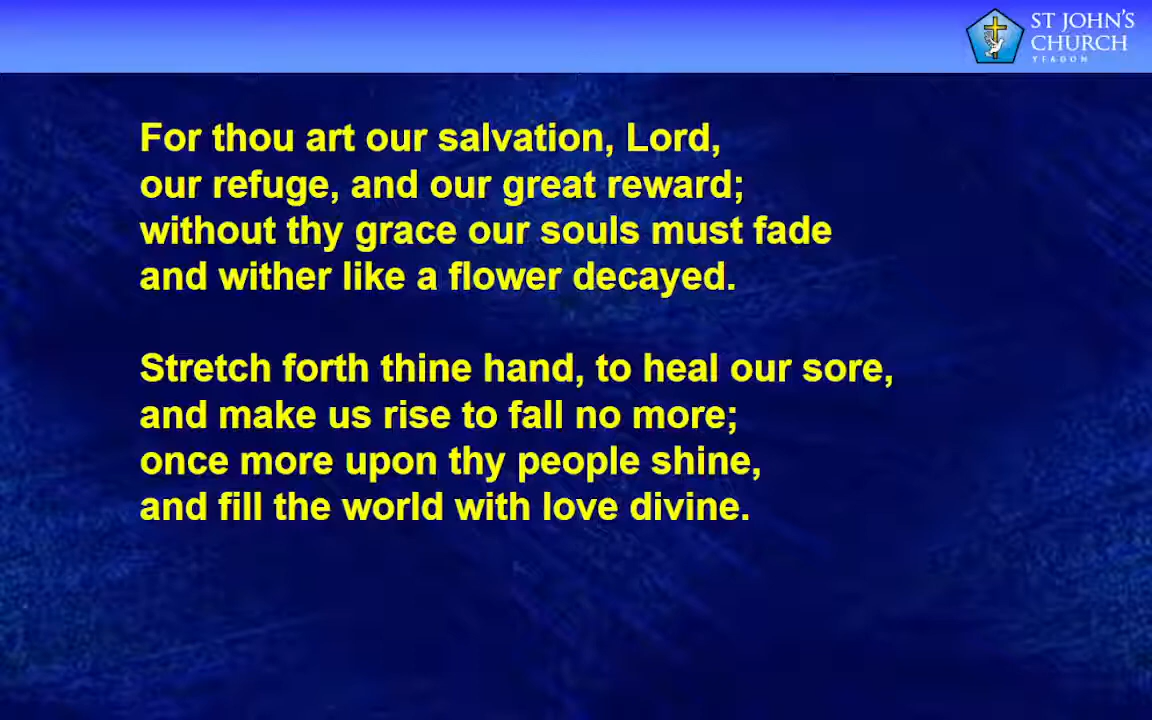 ST JOHN'S
CHURCH
YEADON
For thou art our salvation, Lord,
our refuge, and our great reward;
without thy grace our souls must fade
and wither like a flower decayed.
Stretch forth thine hand, to heal our sore,
and make us rise to fall no more;
once more upon thy people shine,
and fill the world with love divine.